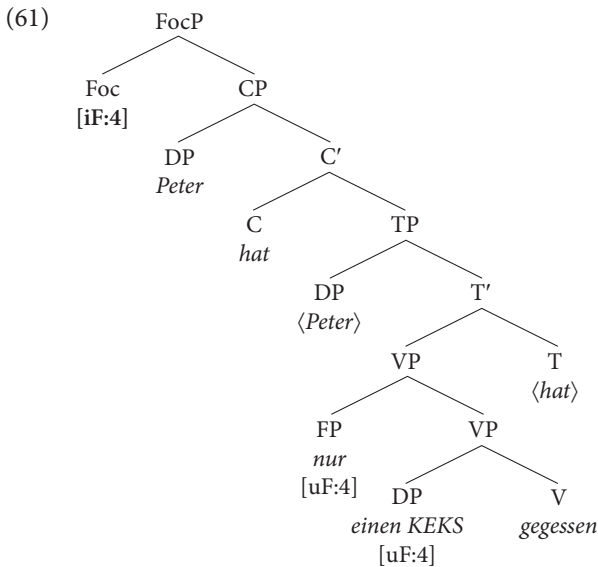 (61)
FocP
Foc CP
[iF:4]
DP C′
Peter
C TP
hat
DP T′
⟨Peter⟩
VP T
⟨hat⟩
FP VP
nur
[uF:4] DP V
einen KEKS gegessen
[uF:4]